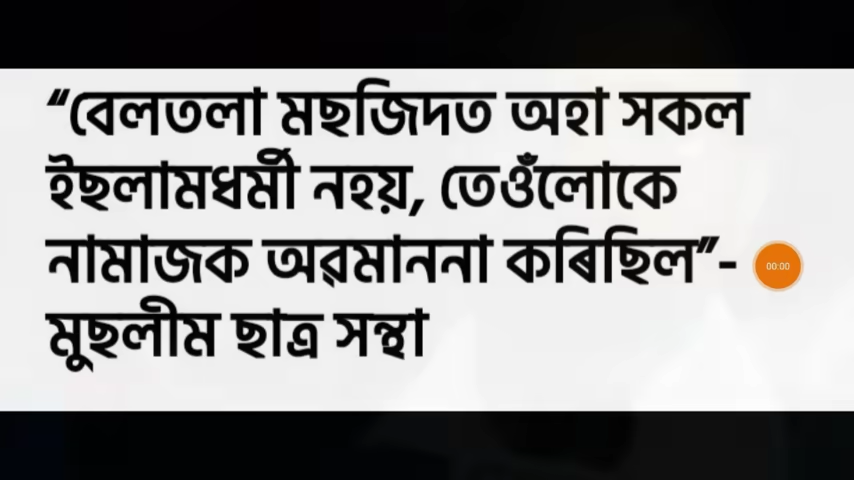 “বেলতলা মছজিদত অহা সকল
ইছলামধৰ্মী নহয়, তেওঁলোকে
নামাজক অৱমাননা কৰিছিল”-
মুছলীম ছাত্ৰ সন্থা
00:00